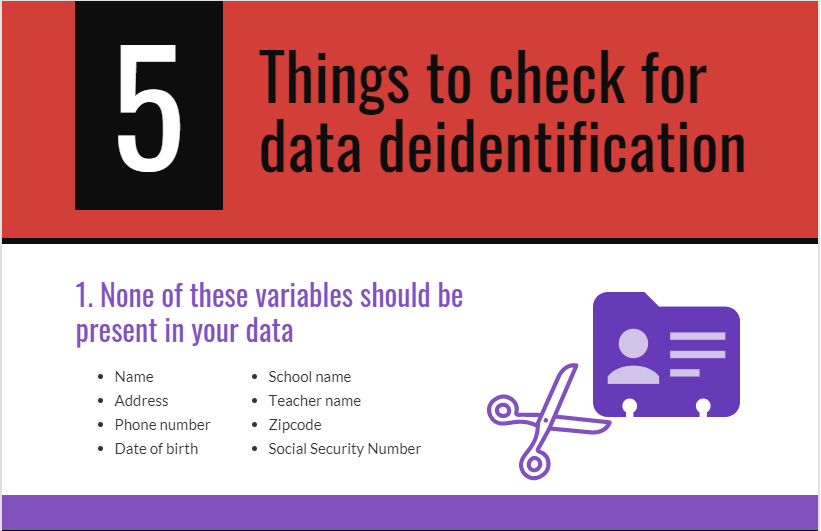 5
Things to check for
data deidentification
1. None of these variables should be
present in your data
• Name
• Address
• Phone number
• Date of birth
• School name
• Teacher name
• Zipcode
• Social Security Number